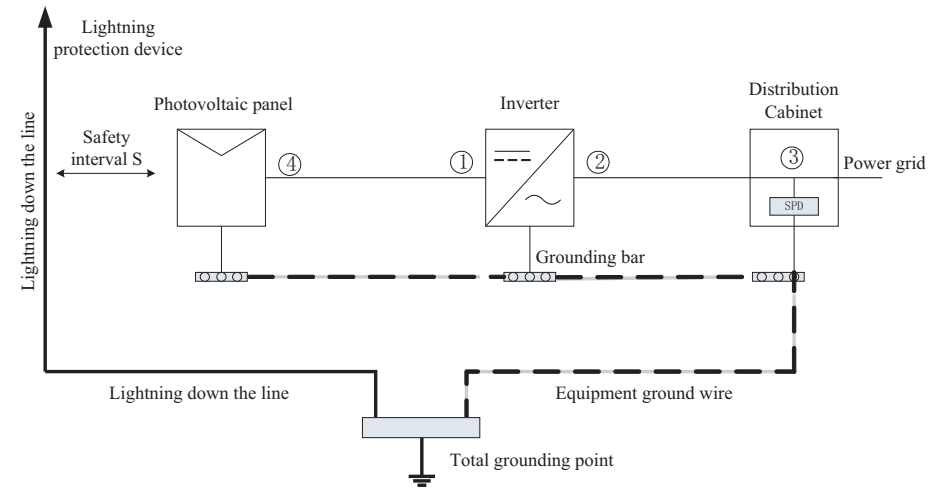 Lightning
protection device
Lightning down the line
Safety
interval S
Photovoltaic panel
④
①
Inverter
②
Distribution
Cabinet
③
SPD
Power grid
Grounding bar
Lightning down the line
Equipment ground wire
Total grounding point